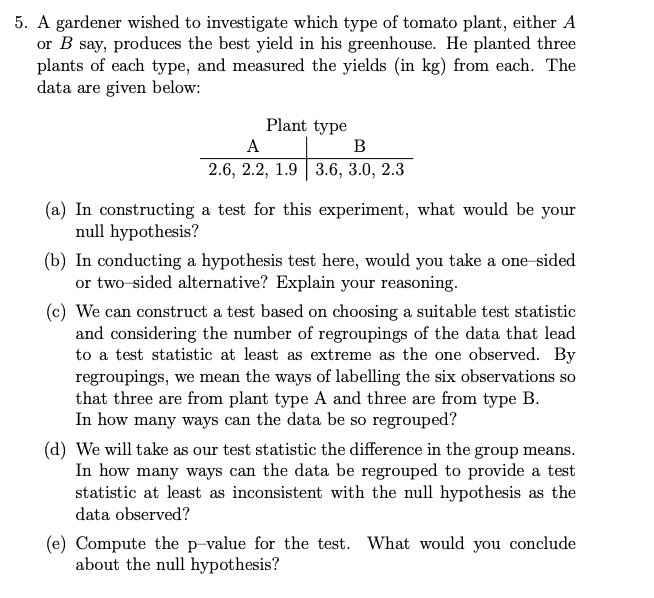 5. A gardener wished to investigate which type of tomato plant, either A
or B say, produces the best yield in his greenhouse. He planted three
plants of each type, and measured the yields (in kg) from each. The
data are given below:
Plant type
A B
2.6, 2.2, 1.9 3.6, 3.0, 2.3
(a) In constructing a test for this experiment, what would be your
null hypothesis?
(b) In conducting a hypothesis test here, would you take a one–sided
or two–sided alternative? Explain your reasoning.
(c) We can construct a test based on choosing a suitable test statistic
and considering the number of regroupings of the data that lead
to a test statistic at least as extreme as the one observed. By
regroupings, we mean the ways of labelling the six observations so
that three are from plant type A and three are from type B.
In how many ways can the data be so regrouped?
(d) We will take as our test statistic the difference in the group means.
In how many ways can the data be regrouped to provide a test
statistic at least as inconsistent with the null hypothesis as the
data observed?
(e) Compute the p–value for the test. What would you conclude
about the null hypothesis?